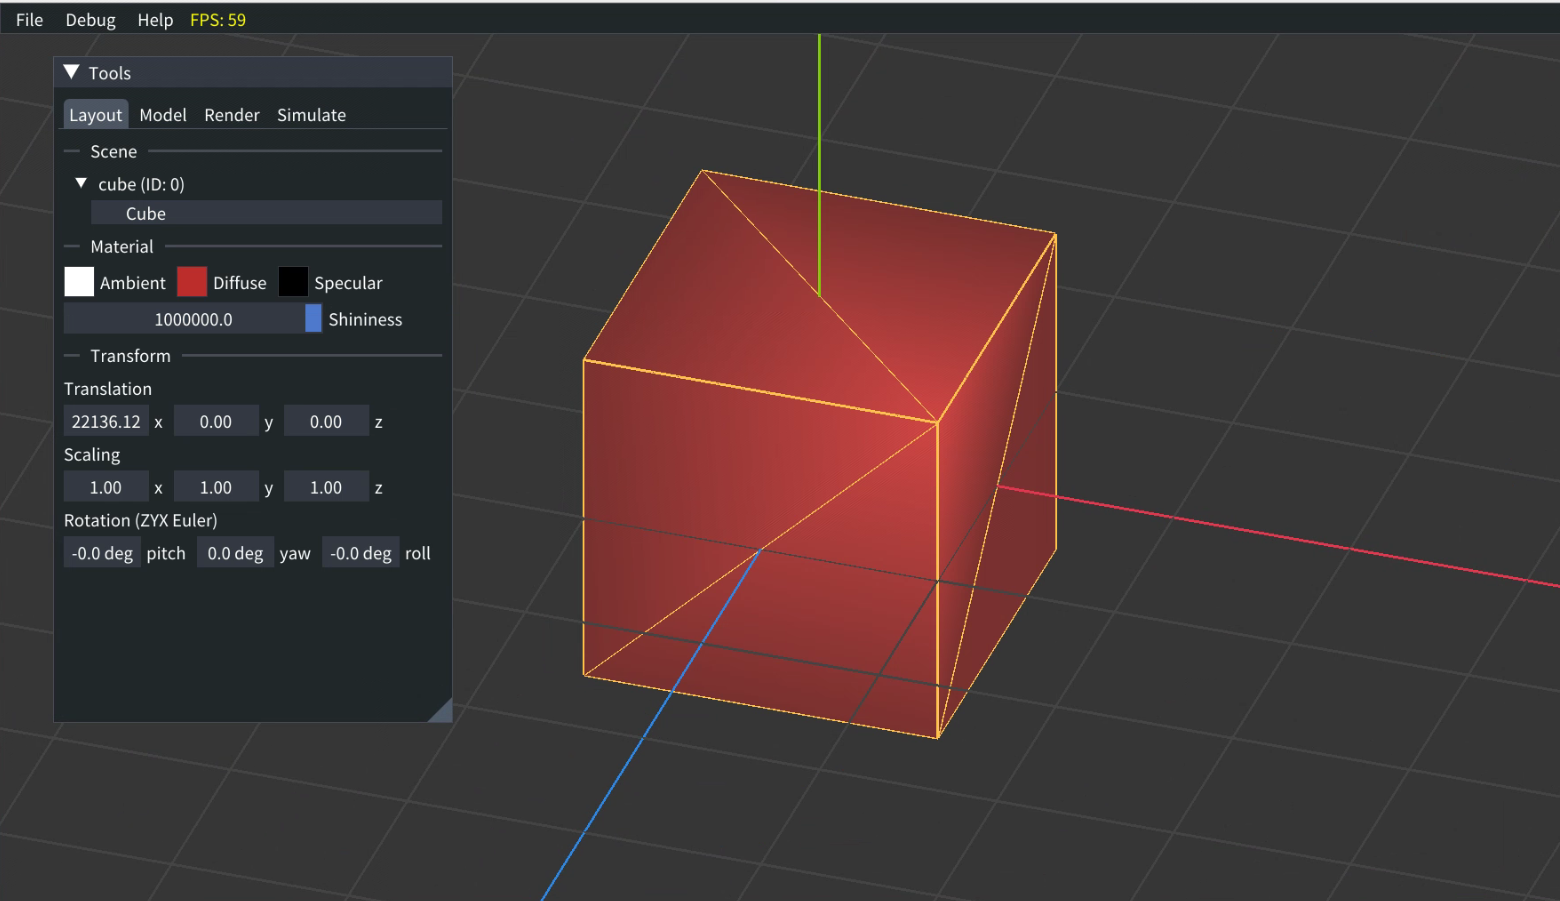 File Debug Help FPS: 59
Tools
Layout Model Render Simulate
Scene
cube (ID: 0)
Cube
Material
Ambient Diffuse Specular
1000000.0 Shininess
Transform
Translation
22136.12 x 0.00 y 0.00 z
Scaling
1.00 x 1.00 y 1.00 z
Rotation (ZYX Euler)
-0.0 deg pitch 0.0 deg yaw -0.0 deg roll